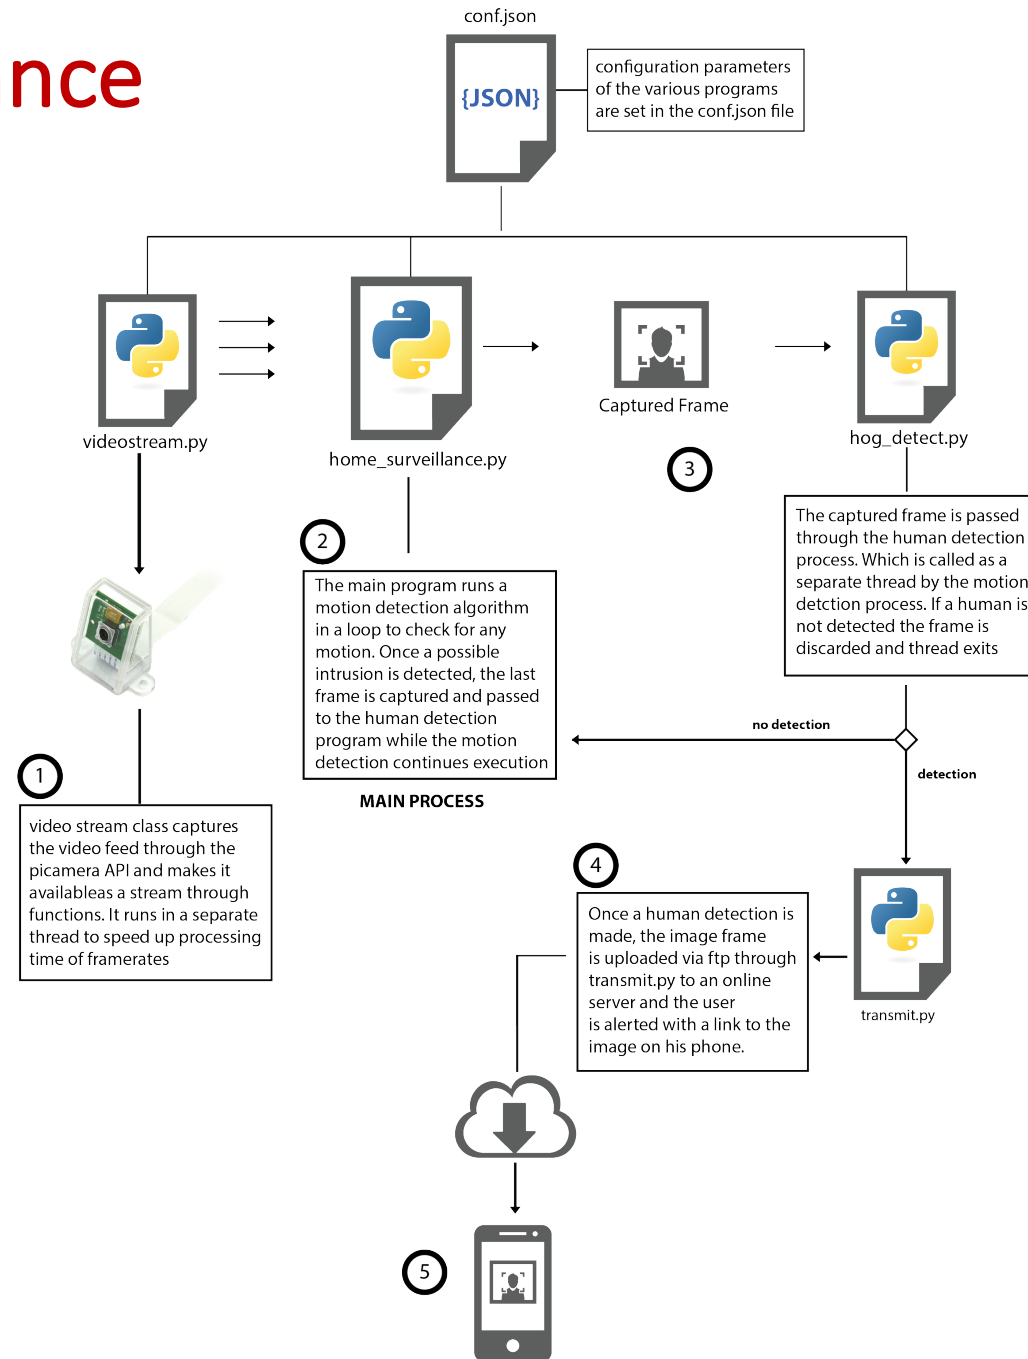 conf.json
nce
{JSON}
configuration parameters
of the various programs
are set in the conf.json file
videostream.py
home_surveillance.py
Captured Frame
hog_detect.py
3
The captured frame is passed
through the human detection
process. Which is called as a
separate thread by the motion
detction process. If a human is
not detected the frame is
discarded and thread exits
2
The main program runs a
motion detection algorithm
in a loop to check for any
motion. Once a possible
intrusion is detected, the last
frame is captured and passed
to the human detection
program while the motion
detection continues execution
MAIN PROCESS
no detection
detection
1
video stream class captures
the video feed through the
picamera API and makes it
availableas a stream through
functions. It runs in a separate
thread to speed up processing
time of framerates
4
Once a human detection is
made, the image frame
is uploaded via ftp through
transmit.py to an online
server and the user
is alerted with a link to the
image on his phone.
transmit.py
5